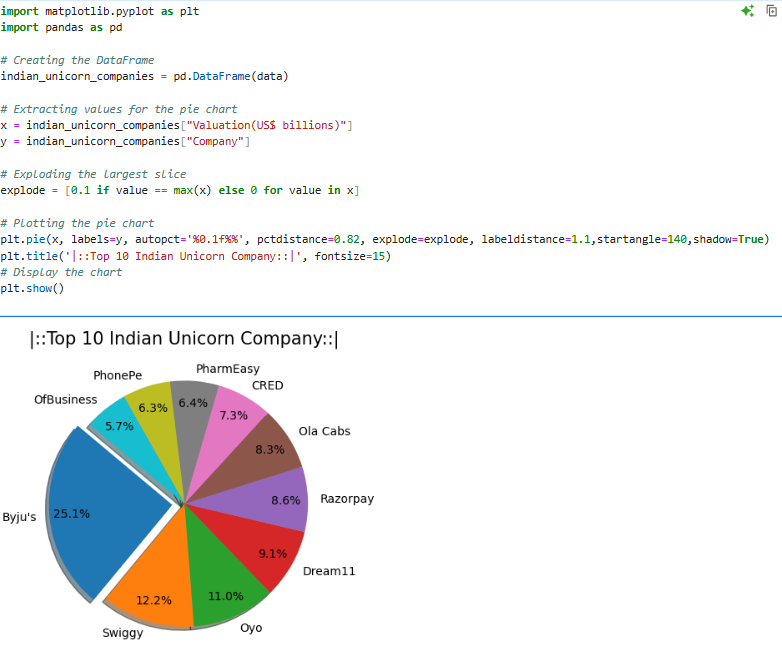 import matplotlib.pyplot as plt
import pandas as pd
# Creating the DataFrame
indian_unicorn_companies = pd.DataFrame(data)
# Extracting values for the pie chart
x = indian_unicorn_companies["Valuation(US$ billions)"]
y = indian_unicorn_companies["Company"]
# Exploding the largest slice
explode = [0.1 if value == max(x) else 0 for value in x]
# Plotting the pie chart
plt.pie(x, labels=y, autopct='%0.1f%%', pctdistance=0.82, explode=explode, labeldistance=1.1,startangle=140,shadow=True)
plt.title('|::Top 10 Indian Unicorn Company::|', fontsize=15)
# Display the chart
plt.show()
|::Top 10 Indian Unicorn Company::|
PharmEasy
PhonePe
CRED
OfBusiness
6.4%
6.3%
7.3%
5.7%
Ola Cabs
8.3%
Razorpay
8.6%
Byju's
25.1%
9.1%
Dream11
11.0%
12.2%
Oyo
Swiggy